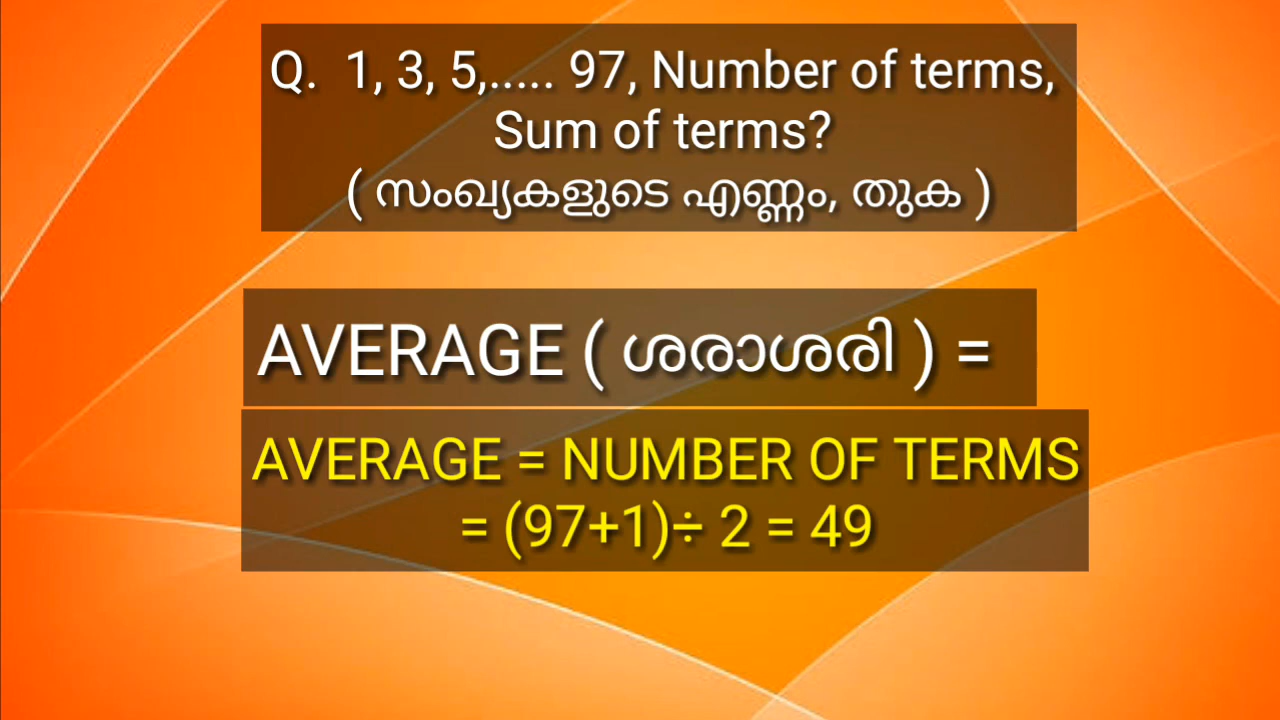 Q. 1, 3, 5,..... 97, Number of terms,
Sum of terms?
( സംഖ്യകളുടെ എണ്ണം, തുക )
AVERAGE ( ശരാശരി ) =
AVERAGE = NUMBER OF TERMS
= (97+1)÷ 2 = 49